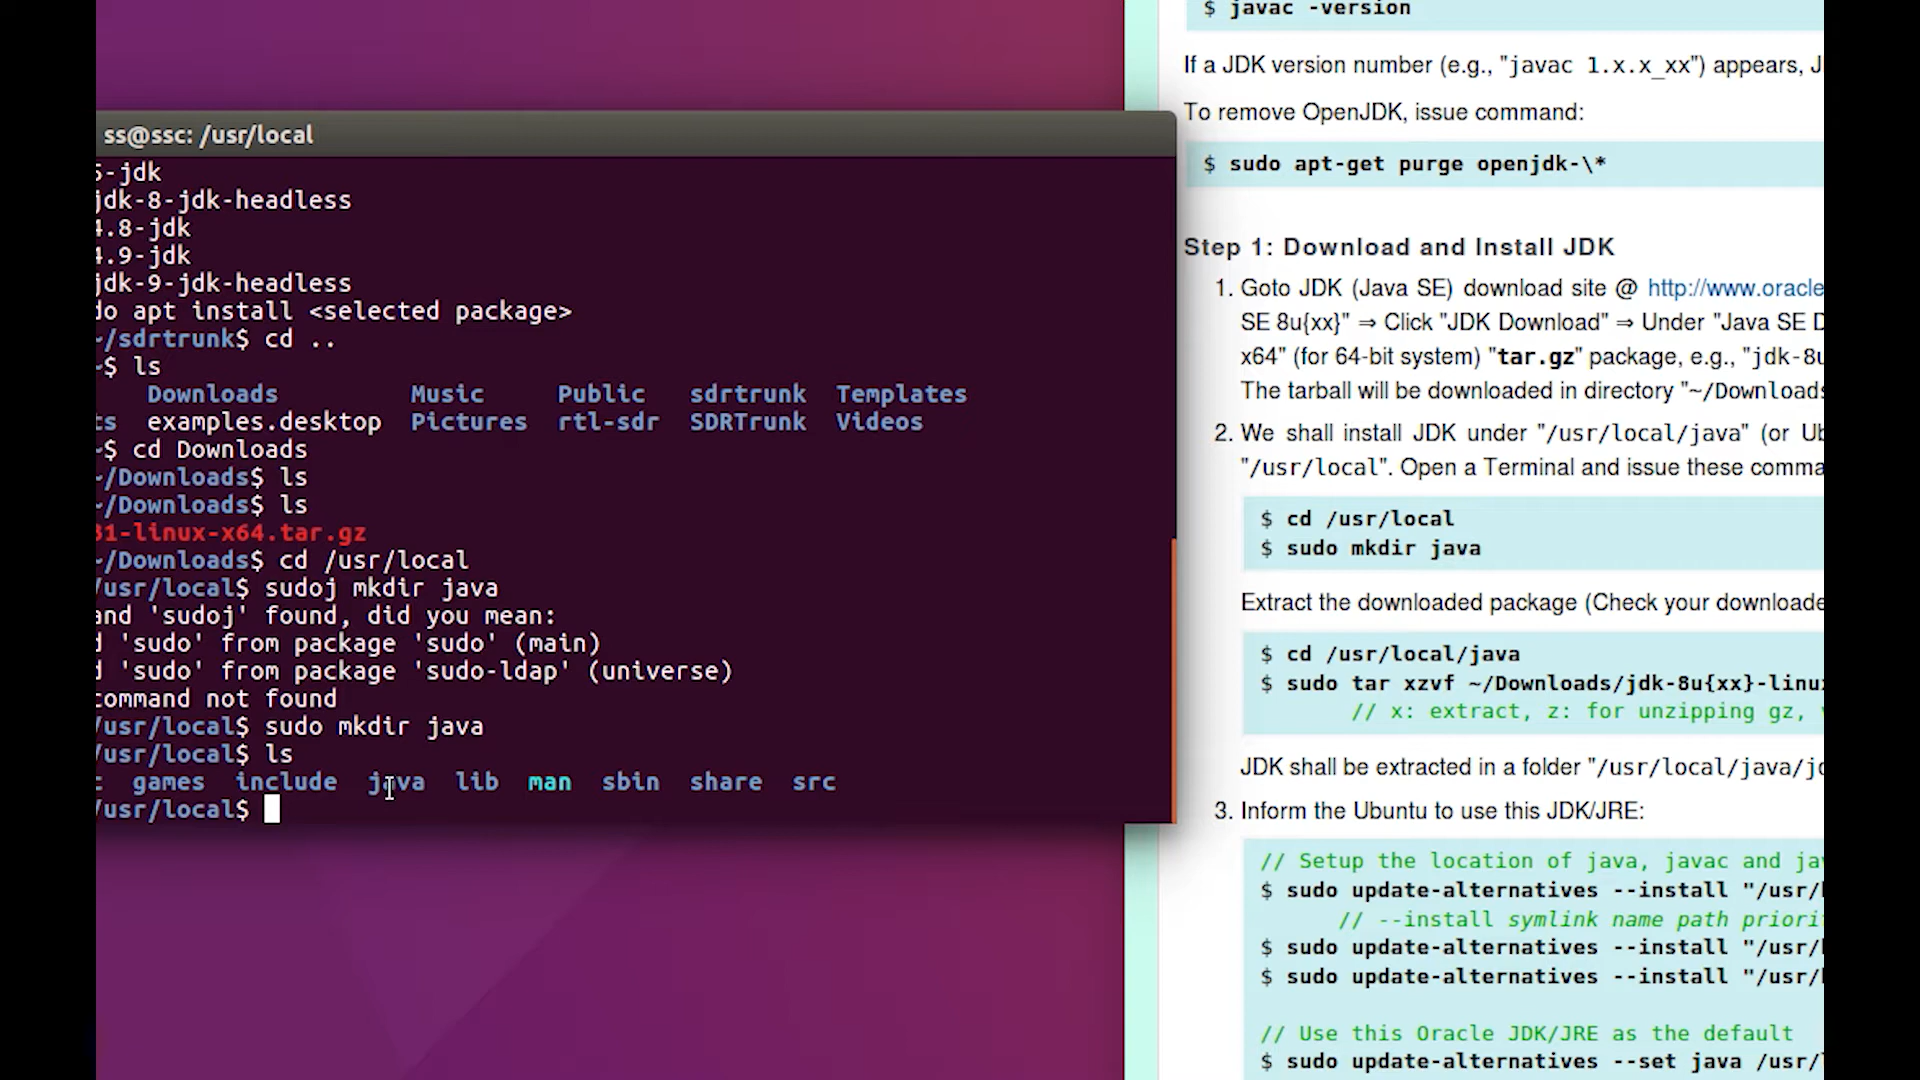 ss@ssc: /usr/local
5-jdk
jdk-8-jdk-headless
4.8-jdk
4.9-jdk
jdk-9-jdk-headless
do apt install <selected package>
~/sdrtrunk$ cd ..
~$ ls
Downloads Music Public sdrtrunk Templates
ts examples.desktop Pictures rtl-sdr SDRTrunk Videos
~$ cd Downloads
~/Downloads$ ls
~/Downloads$ ls
31-linux-x64.tar.gz
~/Downloads$ cd /usr/local
/usr/local$ sudoj mkdir java
and 'sudoj' found, did you mean:
d 'sudo' from package 'sudo' (main)
d 'sudo' from package 'sudo-ldap' (universe)
command not found
/usr/local$ sudo mkdir java
/usr/local$ ls
c games include java lib man sbin share src
/usr/local$
$ javac -version
If a JDK version number (e.g., "javac 1.x.x_xx") appears, J
To remove OpenJDK, issue command:
$ sudo apt-get purge openjdk-\*
Step 1: Download and Install JDK
1. Goto JDK (Java SE) download site @ http://www.oracle
SE 8u{xx}" ⇒ Click "JDK Download" ⇒ Under "Java SE D
x64" (for 64-bit system) "tar.gz" package, e.g., "jdk-8u
The tarball will be downloaded in directory "~/Downloads
2. We shall install JDK under "/usr/local/java" (or Ub
"/usr/local". Open a Terminal and issue these comma
$ cd /usr/local
$ sudo mkdir java
Extract the downloaded package (Check your downloade
$ cd /usr/local/java
$ sudo tar xzvf ~/Downloads/jdk-8u{xx}-linux
// x: extract, z: for unzipping gz, v
JDK shall be extracted in a folder "/usr/local/java/jd
3. Inform the Ubuntu to use this JDK/JRE:
// Setup the location of java, javac and jav
$ sudo update-alternatives --install "/usr/b
// --install symlink name path priorit
$ sudo update-alternatives --install "/usr/b
$ sudo update-alternatives --install "/usr/b
// Use this Oracle JDK/JRE as the default
$ sudo update-alternatives --set java /usr/l